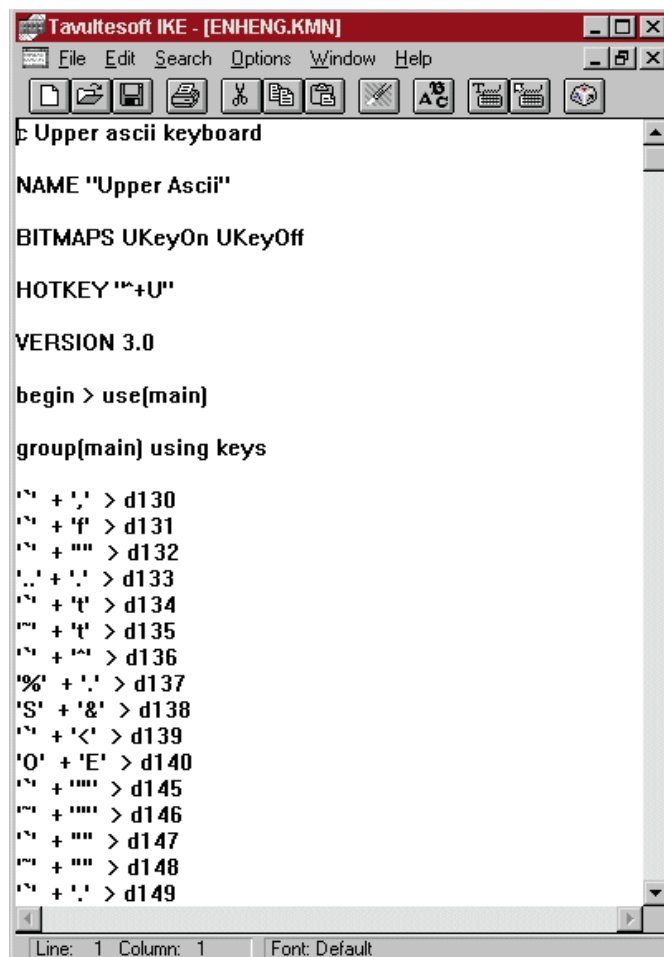 Tavultesoft IKE - [ENHENG.KMN]
File Edit Search Options Window Help
c Upper ascii keyboard
NAME "Upper Ascii"
BITMAPS UKeyOn UKeyOff
HOTKEY "^+U"
VERSION 3.0
begin > use(main)
group(main) using keys
'`' + ',' > d130
'`' + 'f' > d131
'`' + '"' > d132
'..' + '.' > d133
'`' + 't' > d134
'~' + 't' > d135
'`' + '^' > d136
'%' + '.' > d137
'S' + '&' > d138
'`' + '<' > d139
'O' + 'E' > d140
'`' + "'" > d145
'~' + "'" > d146
'`' + '"' > d147
'~' + '"' > d148
'`' + '.' > d149
Line: 1 Column: 1 Font: Default